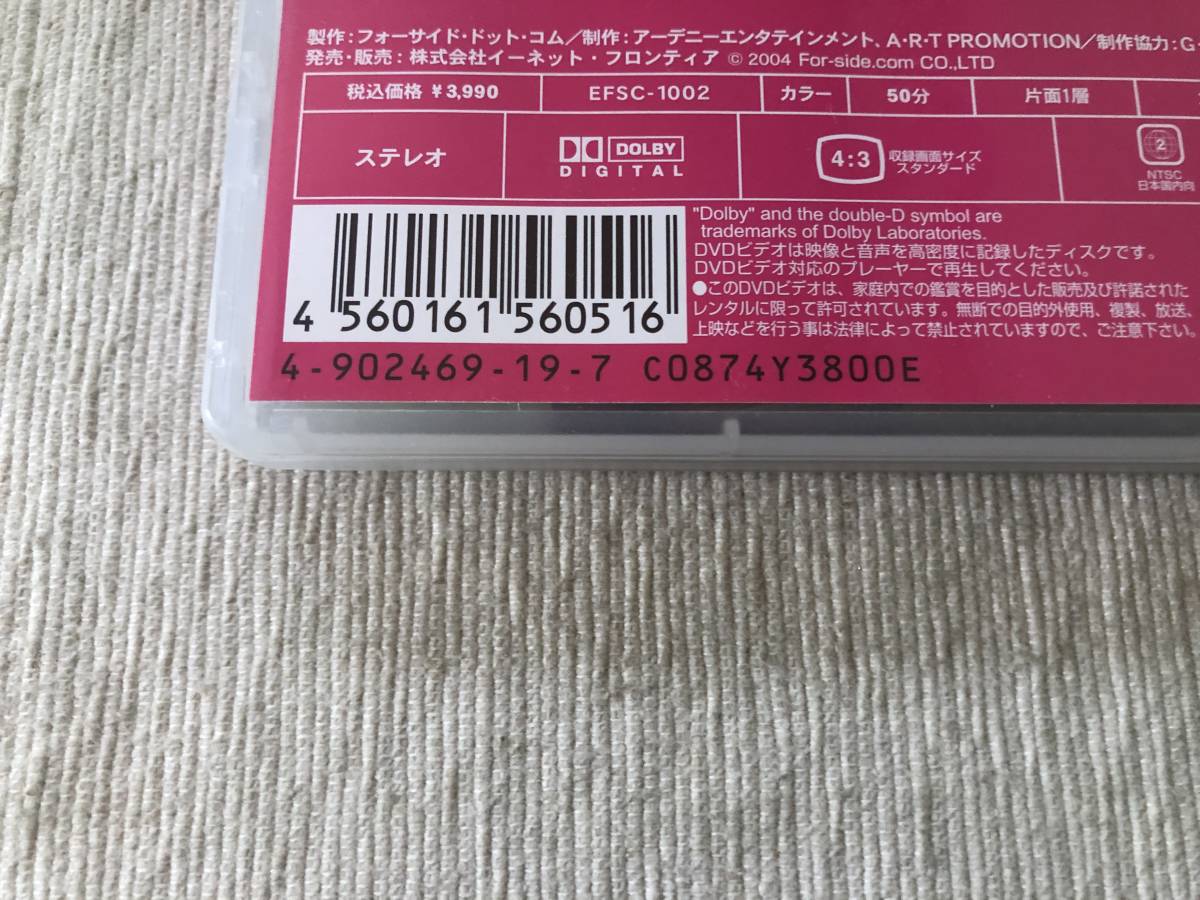 製作：フォーサイド・ドット・コム／制作：アーデニーエンタテインメント、A・R・T PROMOTION／制作協力：G
発売・販売：株式会社イーネット・フロンティア © 2004 For-side.com CO.,LTD
税込価格 ¥3,990 EFSC-1002 カラー 50分 片面1層
ステレオ DOLBY DIGITAL 4:3 収録画面サイズ スタンダード 2 NTSC 日本国内向
"Dolby" and the double-D symbol are
trademarks of Dolby Laboratories.
DVDビデオは映像と音声を高密度に記録したディスクです。
DVDビデオ対応のプレーヤーで再生してください。
●このDVDビデオは、家庭内での鑑賞を目的とした販売及び許諾された
レンタルに限って許可されています。無断での目的外使用、複製、放送、
上映などを行う事は法律によって禁止されていますので、ご注意下さい。
4 560161 560516
4-902469-19-7 C0874Y3800E